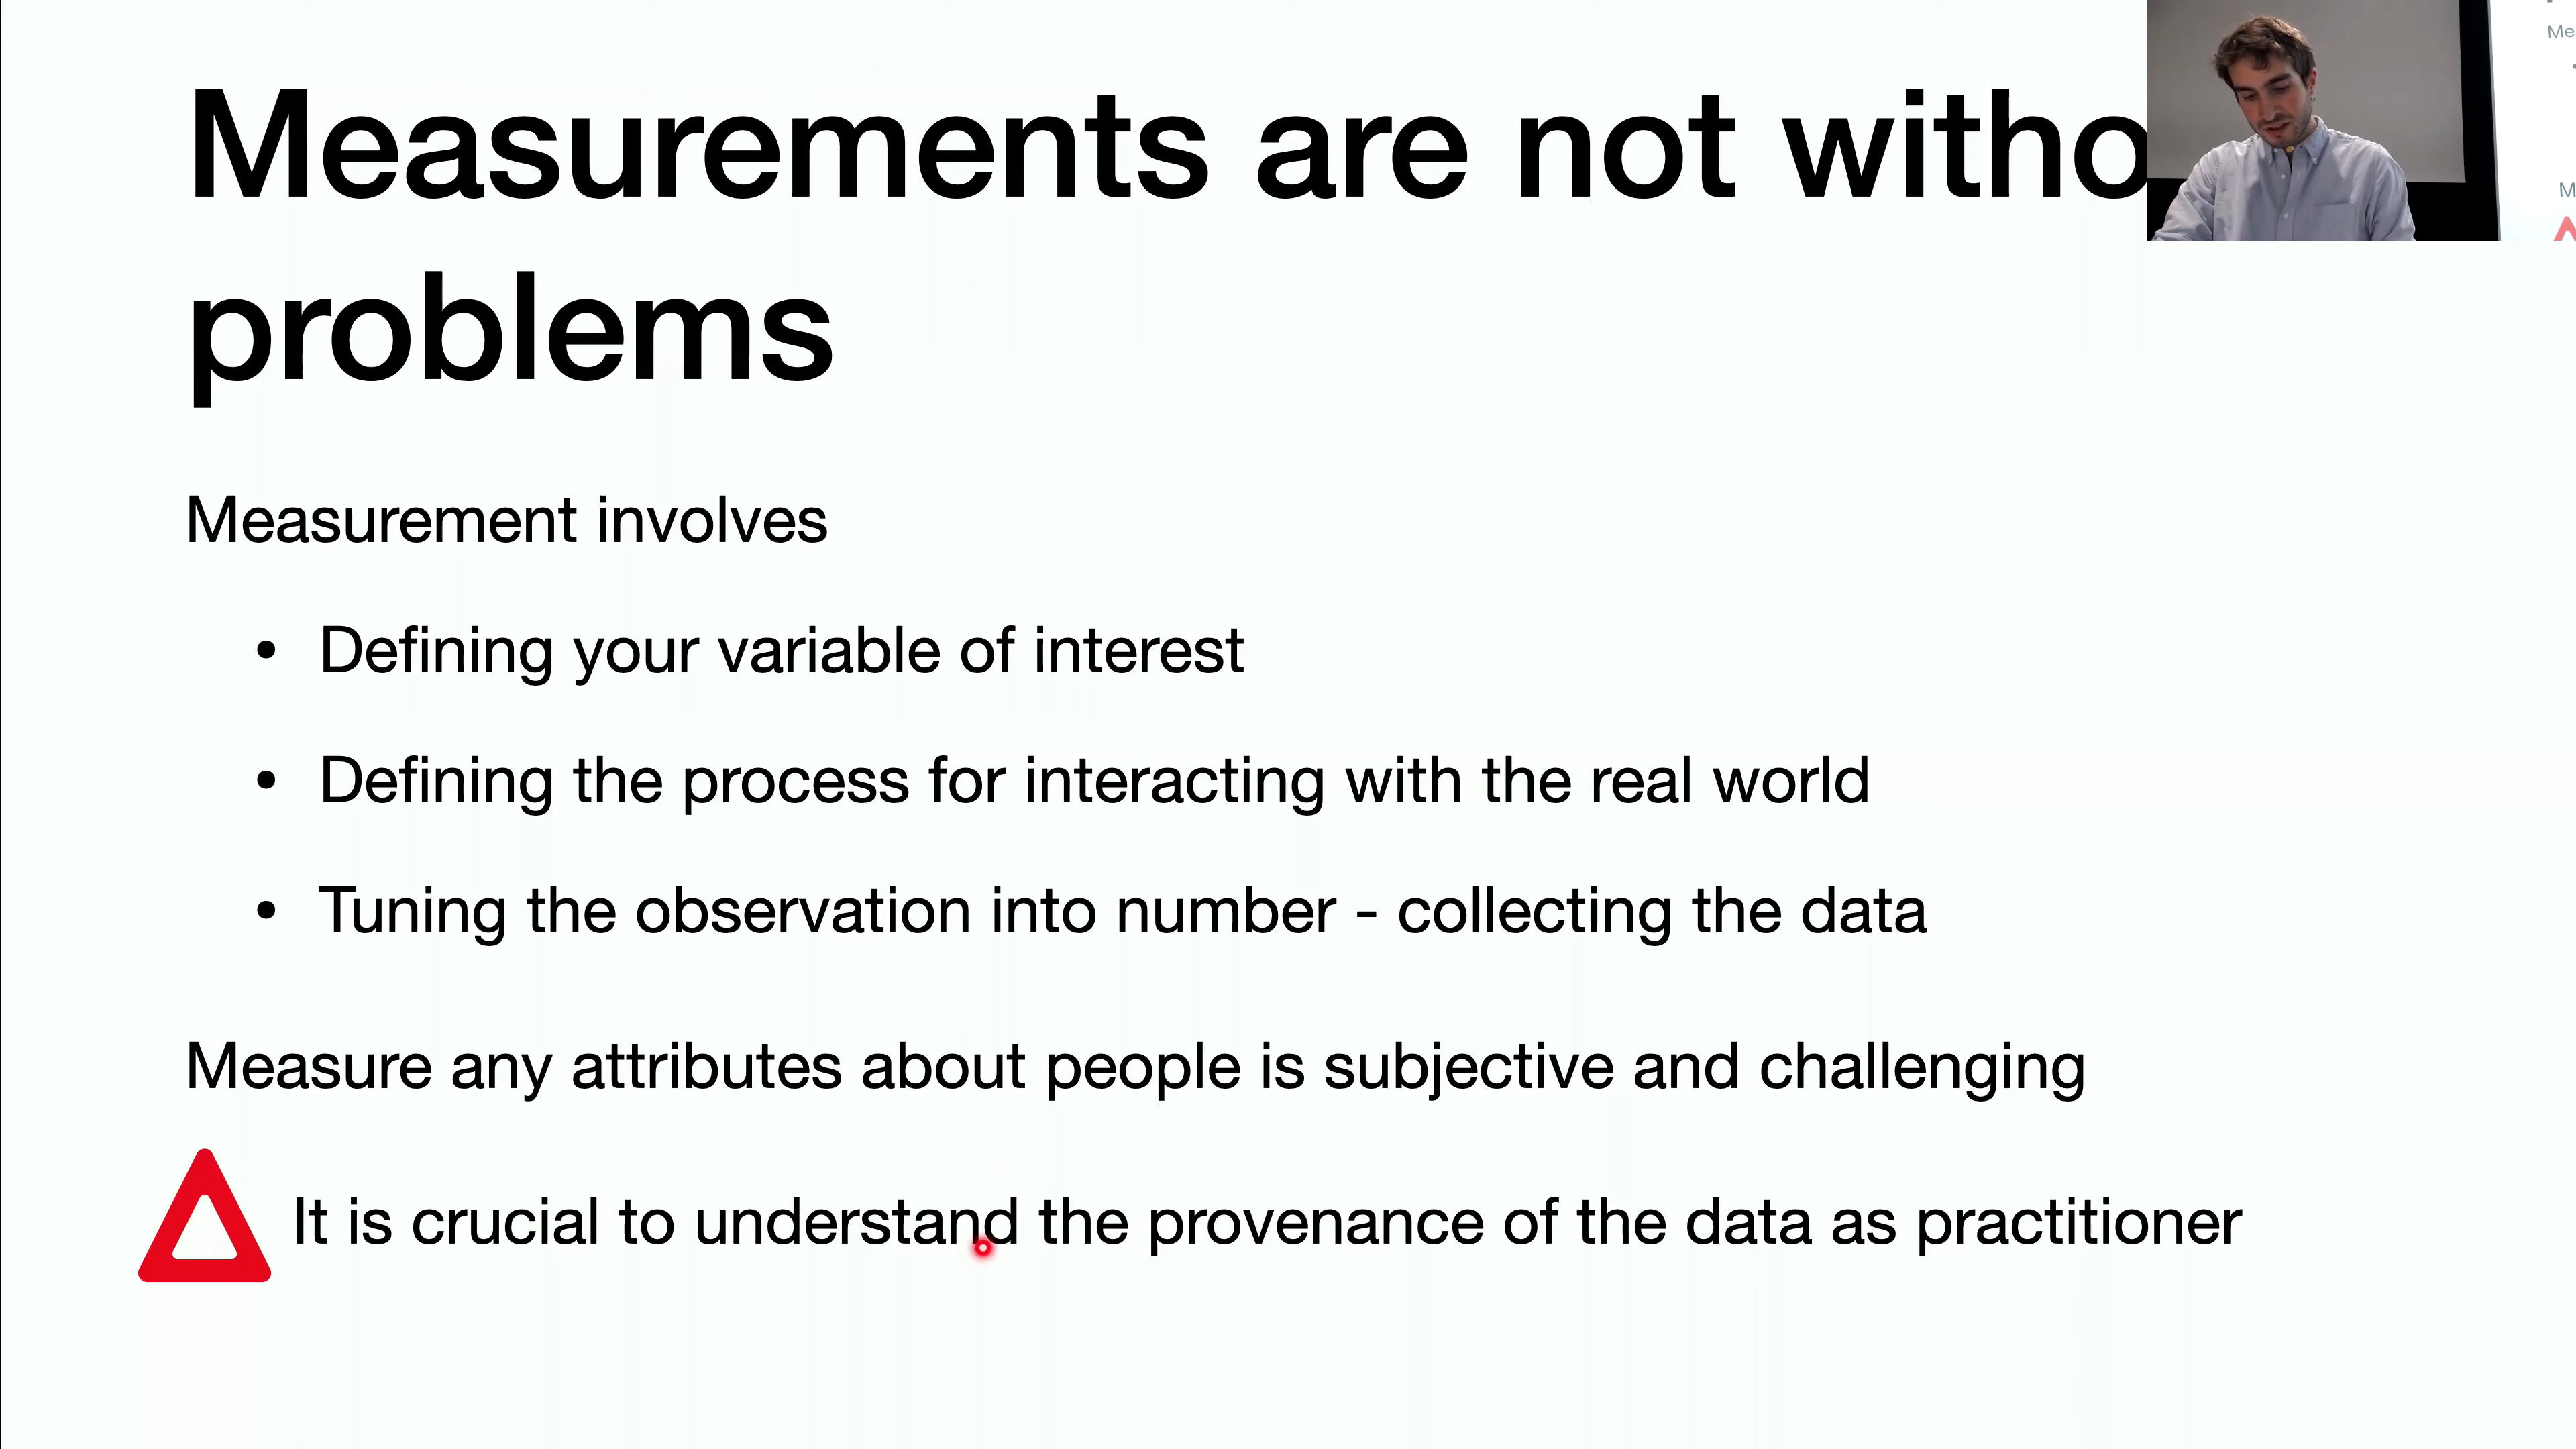 Measurements are not witho
problems
Measurement involves
• Defining your variable of interest
• Defining the process for interacting with the real world
• Tuning the observation into number - collecting the data
Measure any attributes about people is subjective and challenging
It is crucial to understand the provenance of the data as practitioner